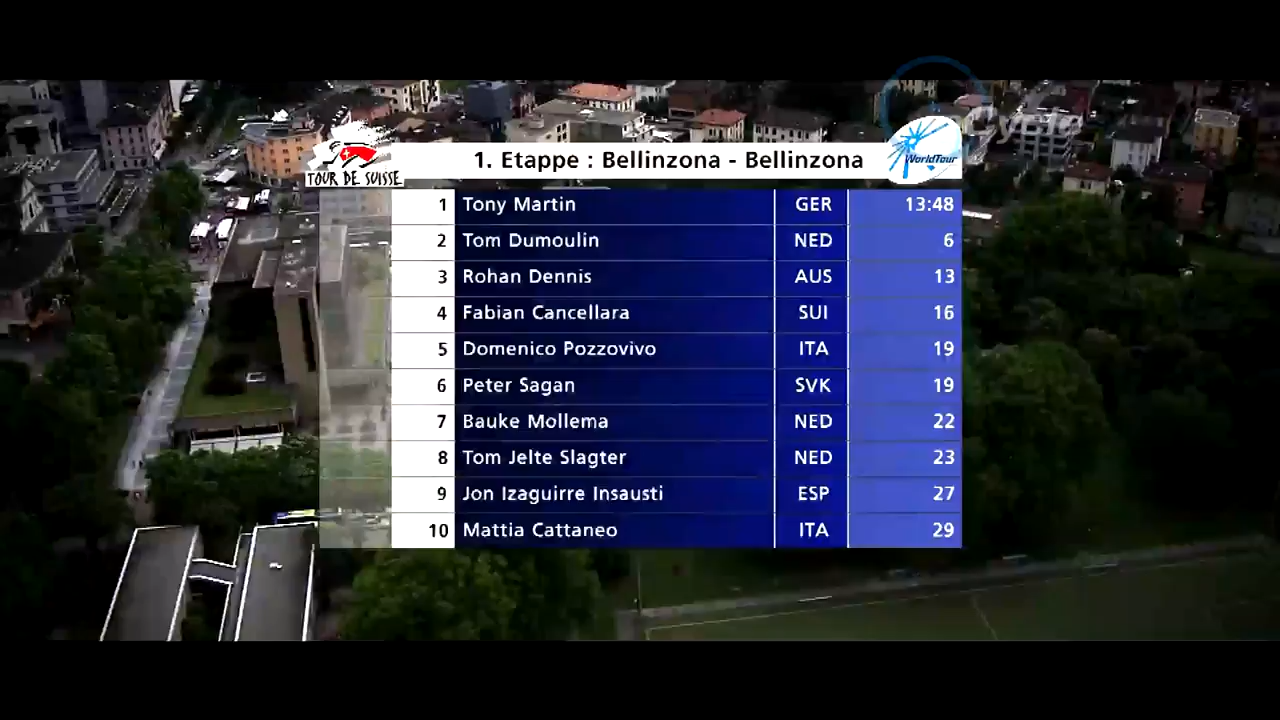 1. Etappe : Bellinzona - Bellinzona
TOUR DE SUISSE
WorldTour
1 Tony Martin GER 13:48
2 Tom Dumoulin NED 6
3 Rohan Dennis AUS 13
4 Fabian Cancellara SUI 16
5 Domenico Pozzovivo ITA 19
6 Peter Sagan SVK 19
7 Bauke Mollema NED 22
8 Tom Jelte Slagter NED 23
9 Jon Izaguirre Insausti ESP 27
10 Mattia Cattaneo ITA 29